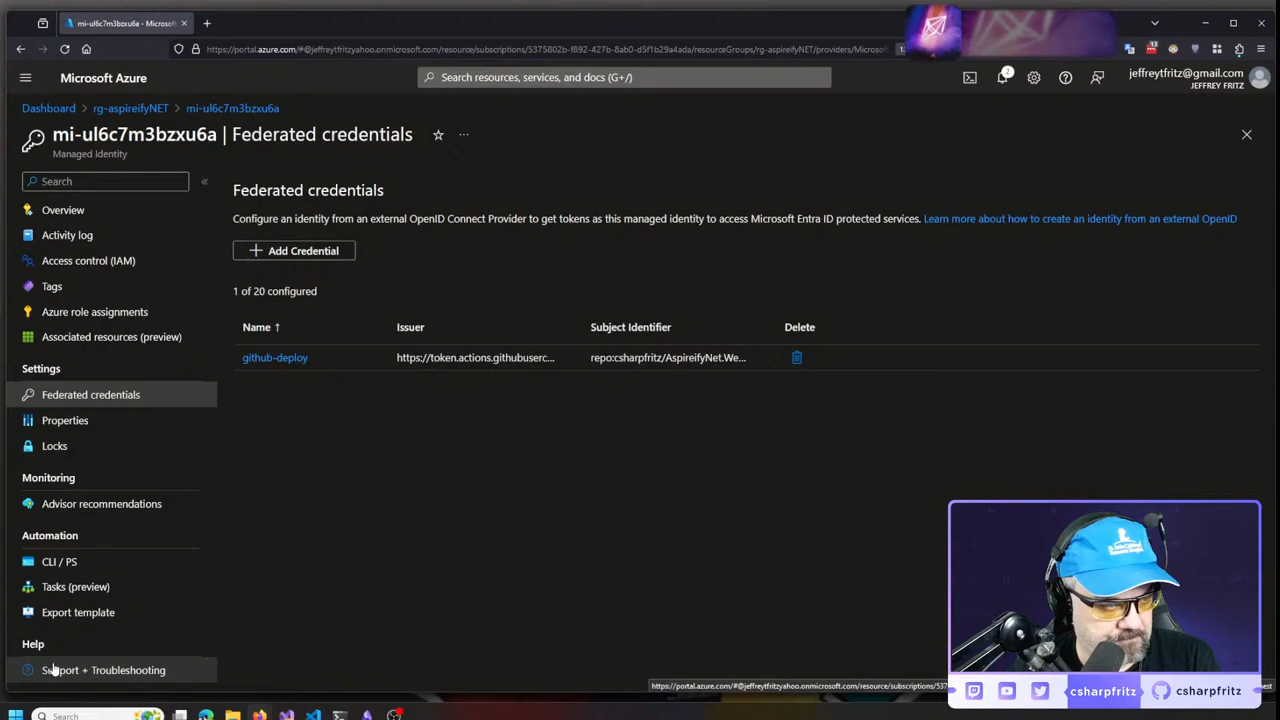 mi-ul6c7m3bzxu6a - Microsoft
https://portal.azure.com/#@jeffreytfritzyahoo.onmicrosoft.com/resource/subscriptions/5375802b-f892-427b-8ab0-d5f1b29a4ada/resourceGroups/rg-aspireifyNET/providers/Microsof
Microsoft Azure
Search resources, services, and docs (G+/)
2
jeffreytfritz@gmail.com
JEFFREY FRITZ
Dashboard > rg-aspireifyNET > mi-ul6c7m3bzxu6a
mi-ul6c7m3bzxu6a | Federated credentials
Managed Identity
Search
Overview
Activity log
Access control (IAM)
Tags
Azure role assignments
Associated resources (preview)
Settings
Federated credentials
Properties
Locks
Monitoring
Advisor recommendations
Automation
CLI / PS
Tasks (preview)
Export template
Help
Support + Troubleshooting
Federated credentials
Configure an identity from an external OpenID Connect Provider to get tokens as this managed identity to access Microsoft Entra ID protected services. Learn more about how to create an identity from an external OpenID
+ Add Credential
1 of 20 configured
Name ↑ Issuer Subject Identifier Delete
github-deploy https://token.actions.githubuserc... repo:csharpfritz/AspireifyNet.We...
https://portal.azure.com/#@jeffreytfritzyahoo.onmicrosoft.com/resource/subscriptions/537
csharpfritz csharpfritz
Search